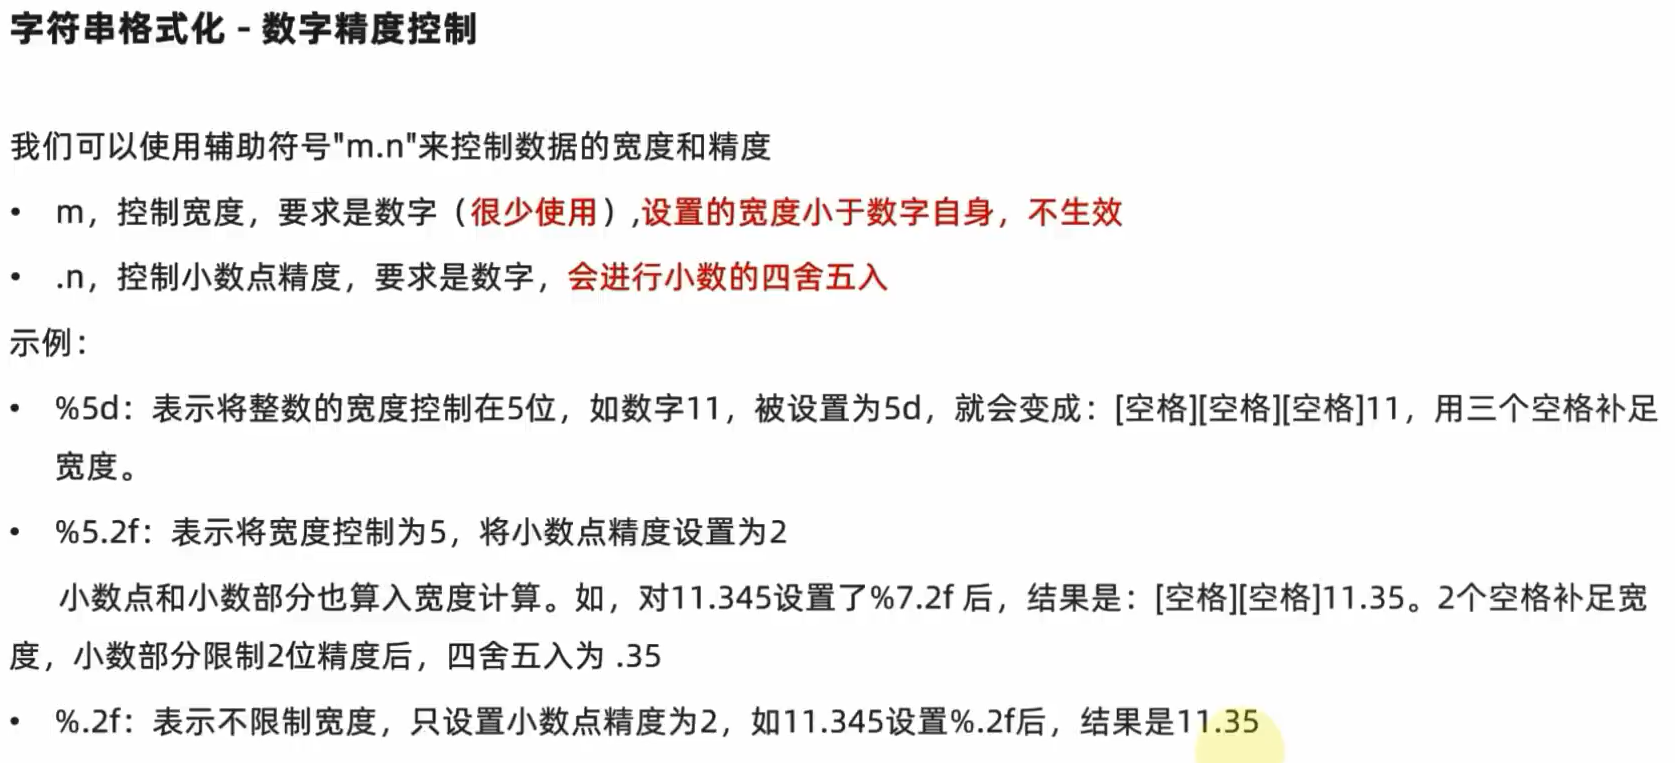 字符串格式化 - 数字精度控制
我们可以使用辅助符号"m.n"来控制数据的宽度和精度
• m，控制宽度，要求是数字（很少使用）,设置的宽度小于数字自身，不生效
• .n，控制小数点精度，要求是数字，会进行小数的四舍五入
示例：
• %5d：表示将整数的宽度控制在5位，如数字11，被设置为5d，就会变成：[空格][空格][空格]11，用三个空格补足
宽度。
• %5.2f：表示将宽度控制为5，将小数点精度设置为2
小数点和小数部分也算入宽度计算。如，对11.345设置了%7.2f 后，结果是：[空格][空格]11.35。2个空格补足宽
度，小数部分限制2位精度后，四舍五入为 .35
• %.2f：表示不限制宽度，只设置小数点精度为2，如11.345设置%.2f后，结果是11.35